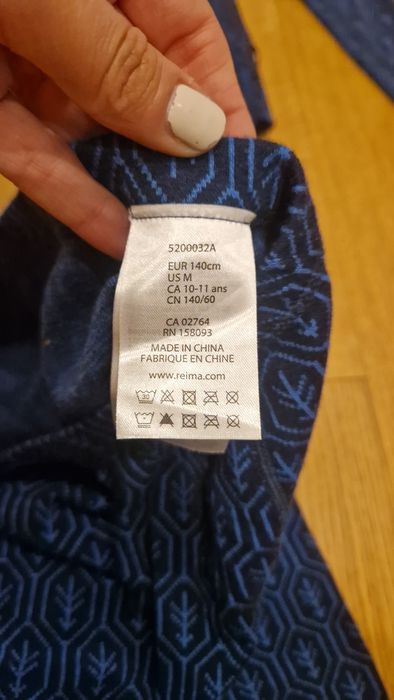 5200032A
EUR 140cm
US M
CA 10-11 ans
CN 140/60
CA 02764
RN 158093
MADE IN CHINA
FABRIQUE EN CHINE
www.reima.com
30